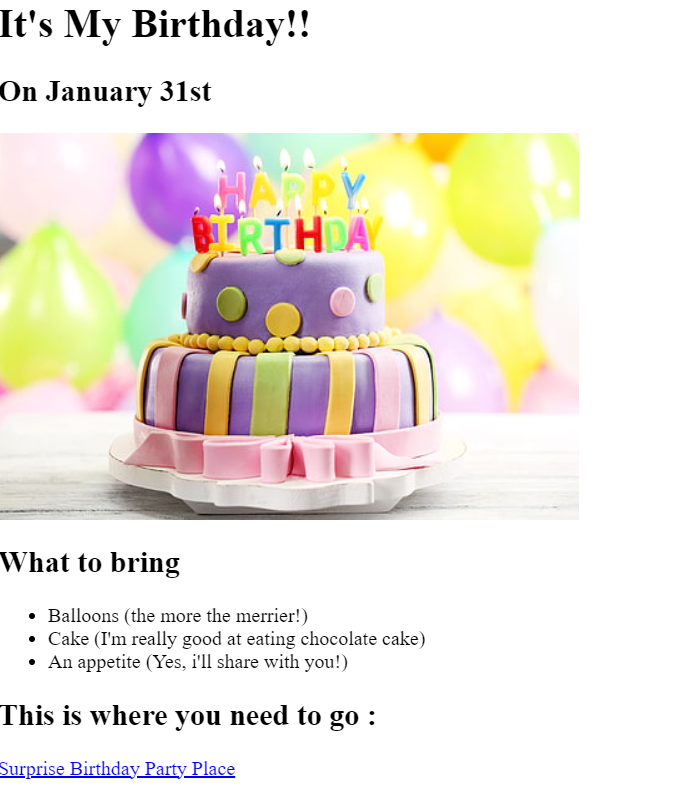 It's My Birthday!!
On January 31st
HAPPY
BIRTHDAY
What to bring
Balloons (the more the merrier!)
Cake (I'm really good at eating chocolate cake)
An appetite (Yes, i'll share with you!)
This is where you need to go :
Surprise Birthday Party Place